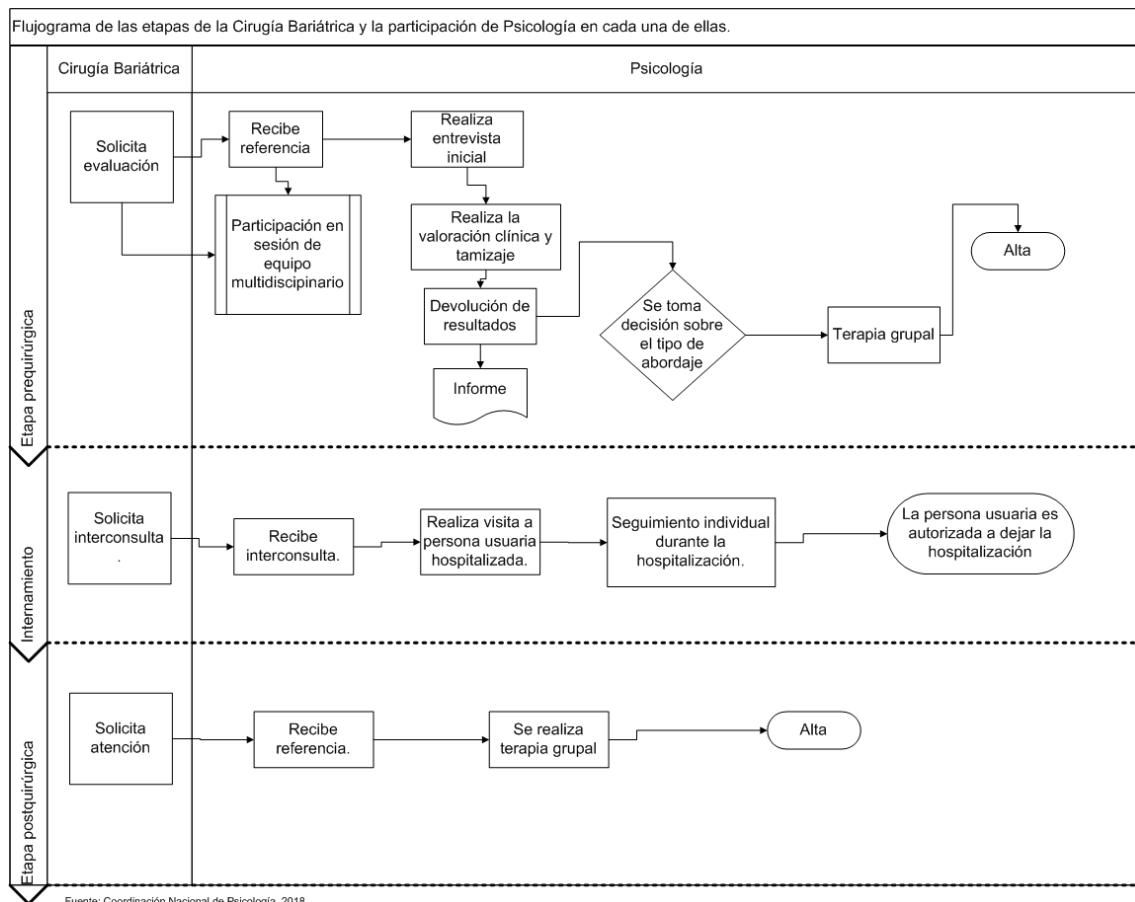 Flujograma de las etapas de la Cirugía Bariátrica y la participación de Psicología en cada una de ellas.
Cirugía Bariátrica
Psicología
Etapa prequirúrgica
Solicita
evaluación
Recibe
referencia
Realiza
entrevista
inicial
Participación en
sesión de
equipo
multidiscipinario
Realiza la
valoración clínica y
tamizaje
Devolución de
resultados
Informe
Se toma
decisión sobre
el tipo de
abordaje
Terapia grupal
Alta
Internamiento
Solicita
interconsulta
.
Recibe
interconsulta.
Realiza visita a
persona usuaria
hospitalizada.
Seguimiento individual
durante la
hospitalización.
La persona usuaria es
autorizada a dejar la
hospitalización
Etapa postquirúrgica
Solicita
atención
Recibe
referencia.
Se realiza
terapia grupal
Alta
Fuente: Coordinación Nacional de Psicología, 2018